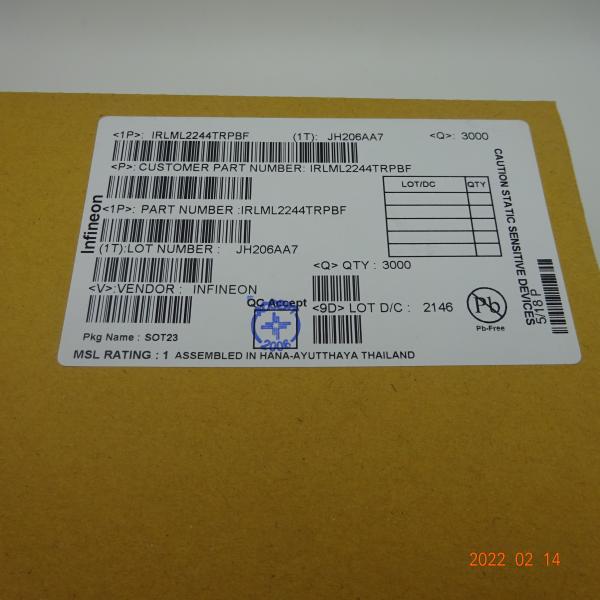 <1P>: IRLML2244TRPBF (1T): JH206AA7 <Q>: 3000
<P>:CUSTOMER PART NUMBER: IRLML2244TRPBF
<1P>: PART NUMBER :IRLML2244TRPBF
(1T):LOT NUMBER : JH206AA7
<V>:VENDOR : INFINEON
Pkg Name : SOT23
MSL RATING : 1 ASSEMBLED IN HANA-AYUTTHAYA THAILAND
Infineon
LOT/DC QTY
<Q> QTY : 3000
QC Accept
2006
<9D> LOT D/C : 2146
Pb
Pb-Free
CAUTION STATIC SENSITIVE DEVICES
5/18 P
2022 02 14